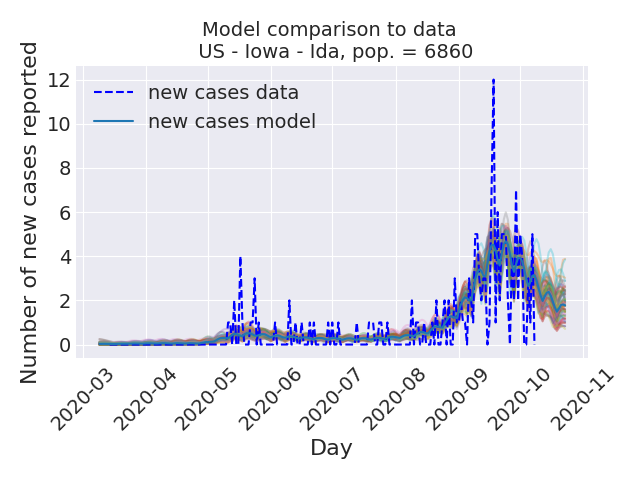 Model comparison to data
US - Iowa - Ida, pop. = 6860
Number of new cases reported
12
10
8
6
4
2
0
new cases data
new cases model
2020-03
2020-04
2020-05
2020-06
2020-07
2020-08
2020-09
2020-10
2020-11
Day